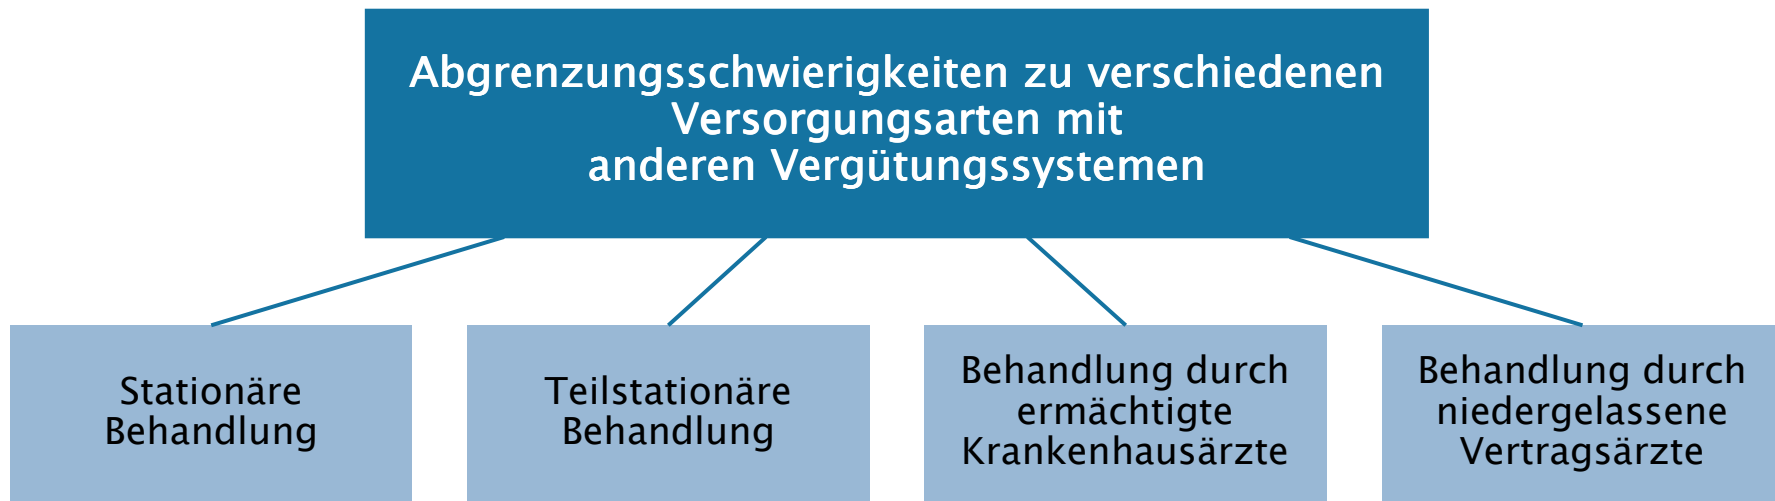 Abgrenzungsschwierigkeiten zu verschiedenen
Versorgungsarten mit
anderen Vergütungssystemen
Stationäre
Behandlung
Teilstationäre
Behandlung
Behandlung durch
ermächtigte
Krankenhausärzte
Behandlung durch
niedergelassene
Vertragsärzte